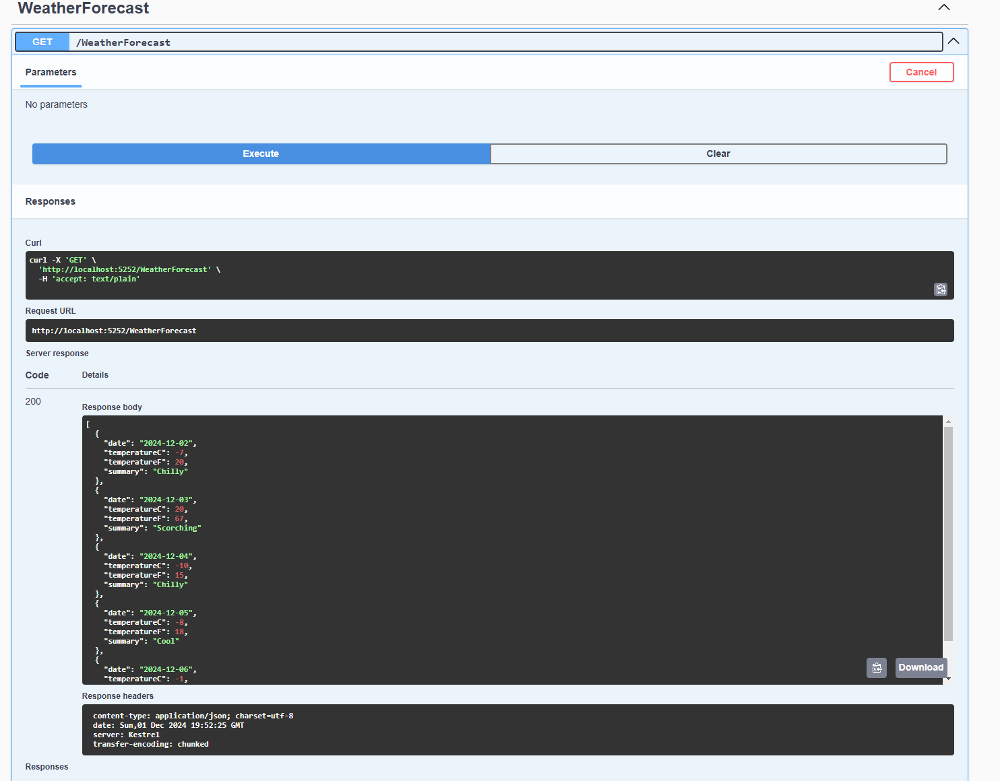 WeatherForecast
GET /WeatherForecast
Parameters
Cancel
No parameters
Execute
Clear
Responses
Curl
curl -X 'GET' \
  'http://localhost:5252/WeatherForecast' \
  -H 'accept: text/plain'
Request URL
http://localhost:5252/WeatherForecast
Server response
Code Details
200
Response body
[
  {
    "date": "2024-12-02",
    "temperatureC": -7,
    "temperatureF": 20,
    "summary": "Chilly"
  },
  {
    "date": "2024-12-03",
    "temperatureC": 20,
    "temperatureF": 67,
    "summary": "Scorching"
  },
  {
    "date": "2024-12-04",
    "temperatureC": -10,
    "temperatureF": 15,
    "summary": "Chilly"
  },
  {
    "date": "2024-12-05",
    "temperatureC": -8,
    "temperatureF": 18,
    "summary": "Cool"
  },
  {
    "date": "2024-12-06",
    "temperatureC": -1,
Download
Response headers
content-type: application/json; charset=utf-8
date: Sun,01 Dec 2024 19:52:25 GMT
server: Kestrel
transfer-encoding: chunked
Responses